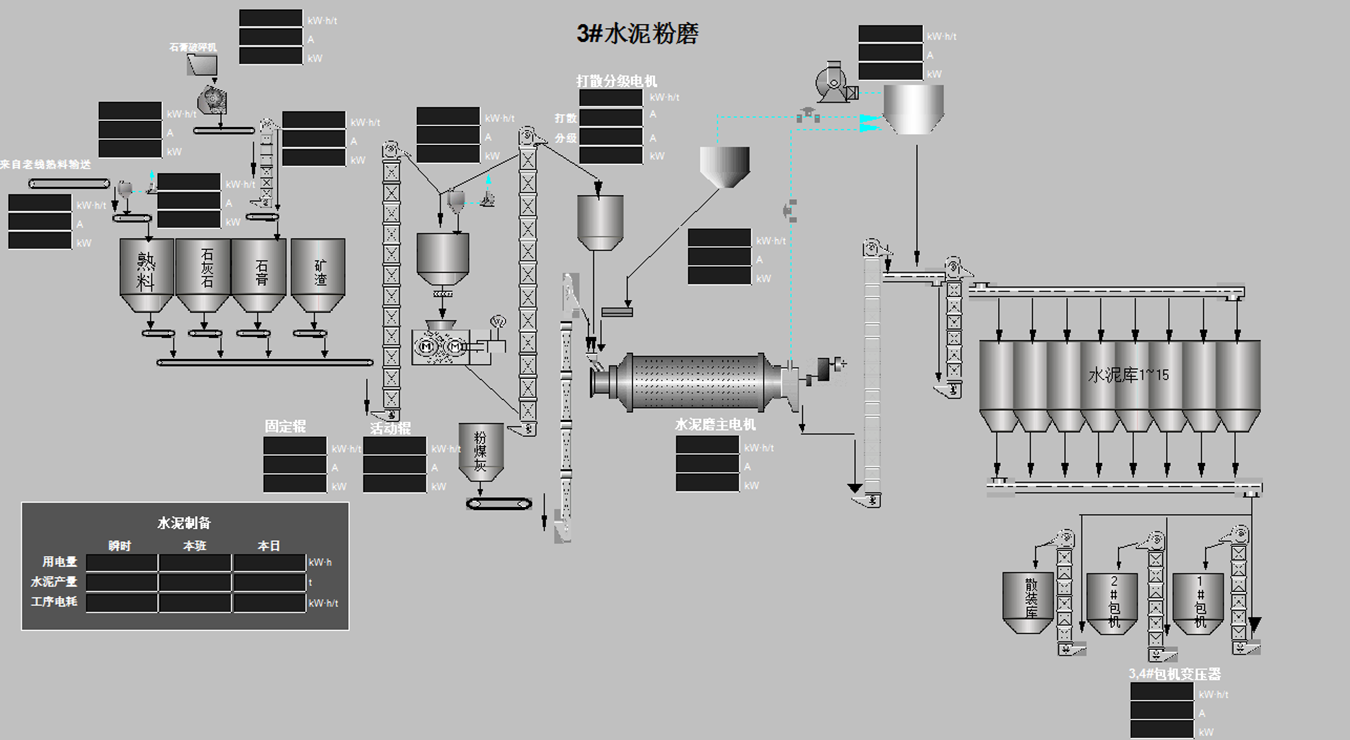 3#水泥粉磨
kW·h/t
A
kW
石膏破碎机
kW·h/t
A
kW
打散分级电机
kW·h/t
打散 A
分级 A
kW
kW·h/t
A
kW
kW·h/t
A
kW
kW·h/t
A
kW
来自老线熟料输送
kW·h/t
A
kW
kW·h/t
A
kW
熟料
石灰石
石膏
矿渣
kW·h/t
A
kW
M M
水泥库1~15
固定辊
kW·h/t
A
kW
活动辊
kW·h/t
A
kW
粉煤灰
水泥磨主电机
kW·h/t
A
kW
水泥制备
瞬时 本班 本日
用电量 kW·h
水泥产量 t
工序电耗 kW·h/t
散装库
2#包机
1#包机
3,4#包机变压器
kW·h/t
A
kW